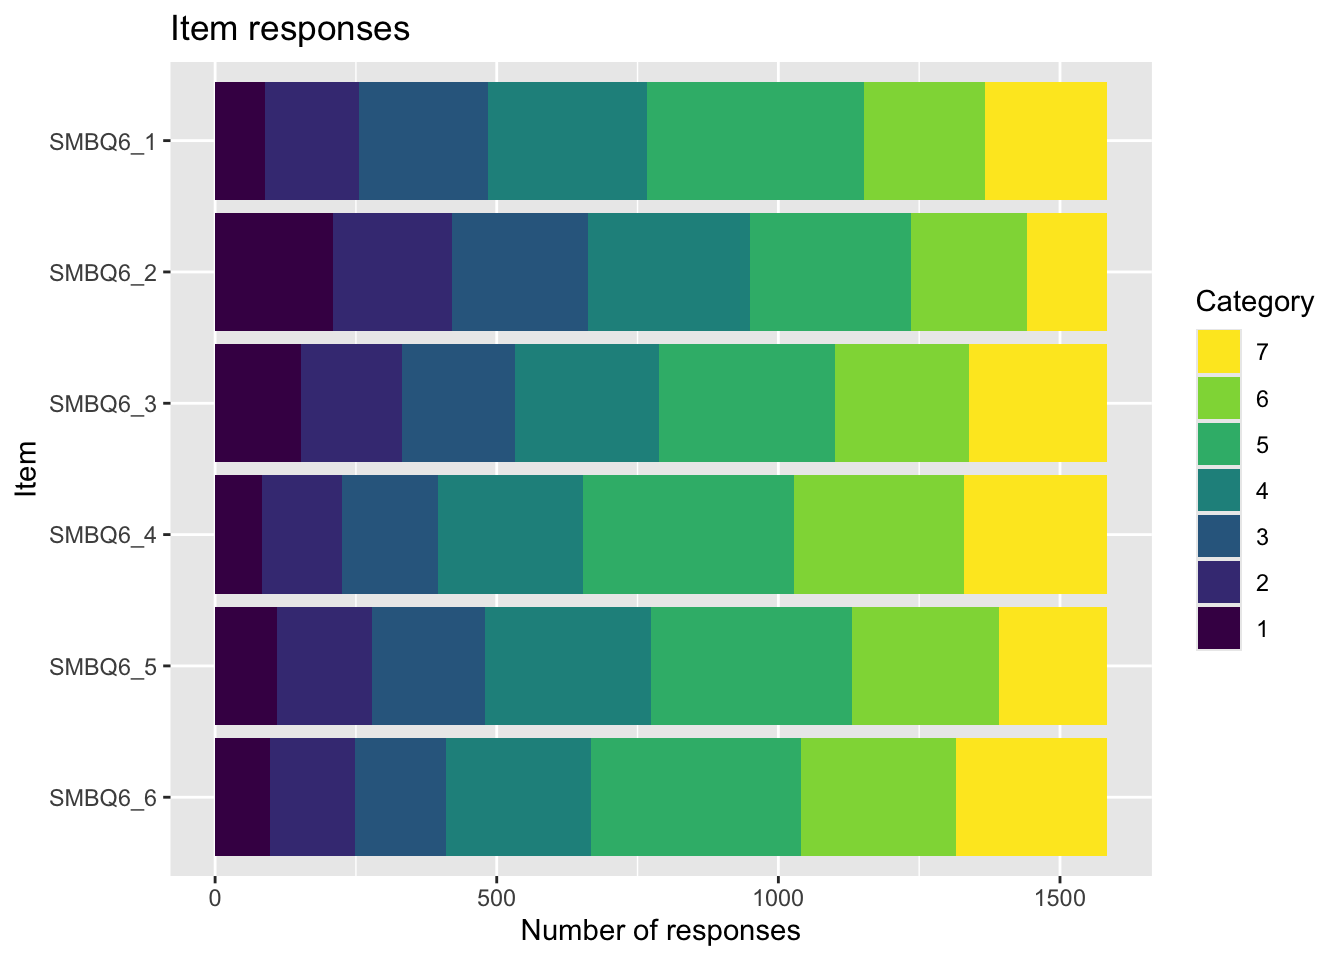 Item responses
SMBQ6_1
SMBQ6_2
SMBQ6_3
SMBQ6_4
SMBQ6_5
SMBQ6_6
Item
0 500 1000 1500
Number of responses
Category
7
6
5
4
3
2
1